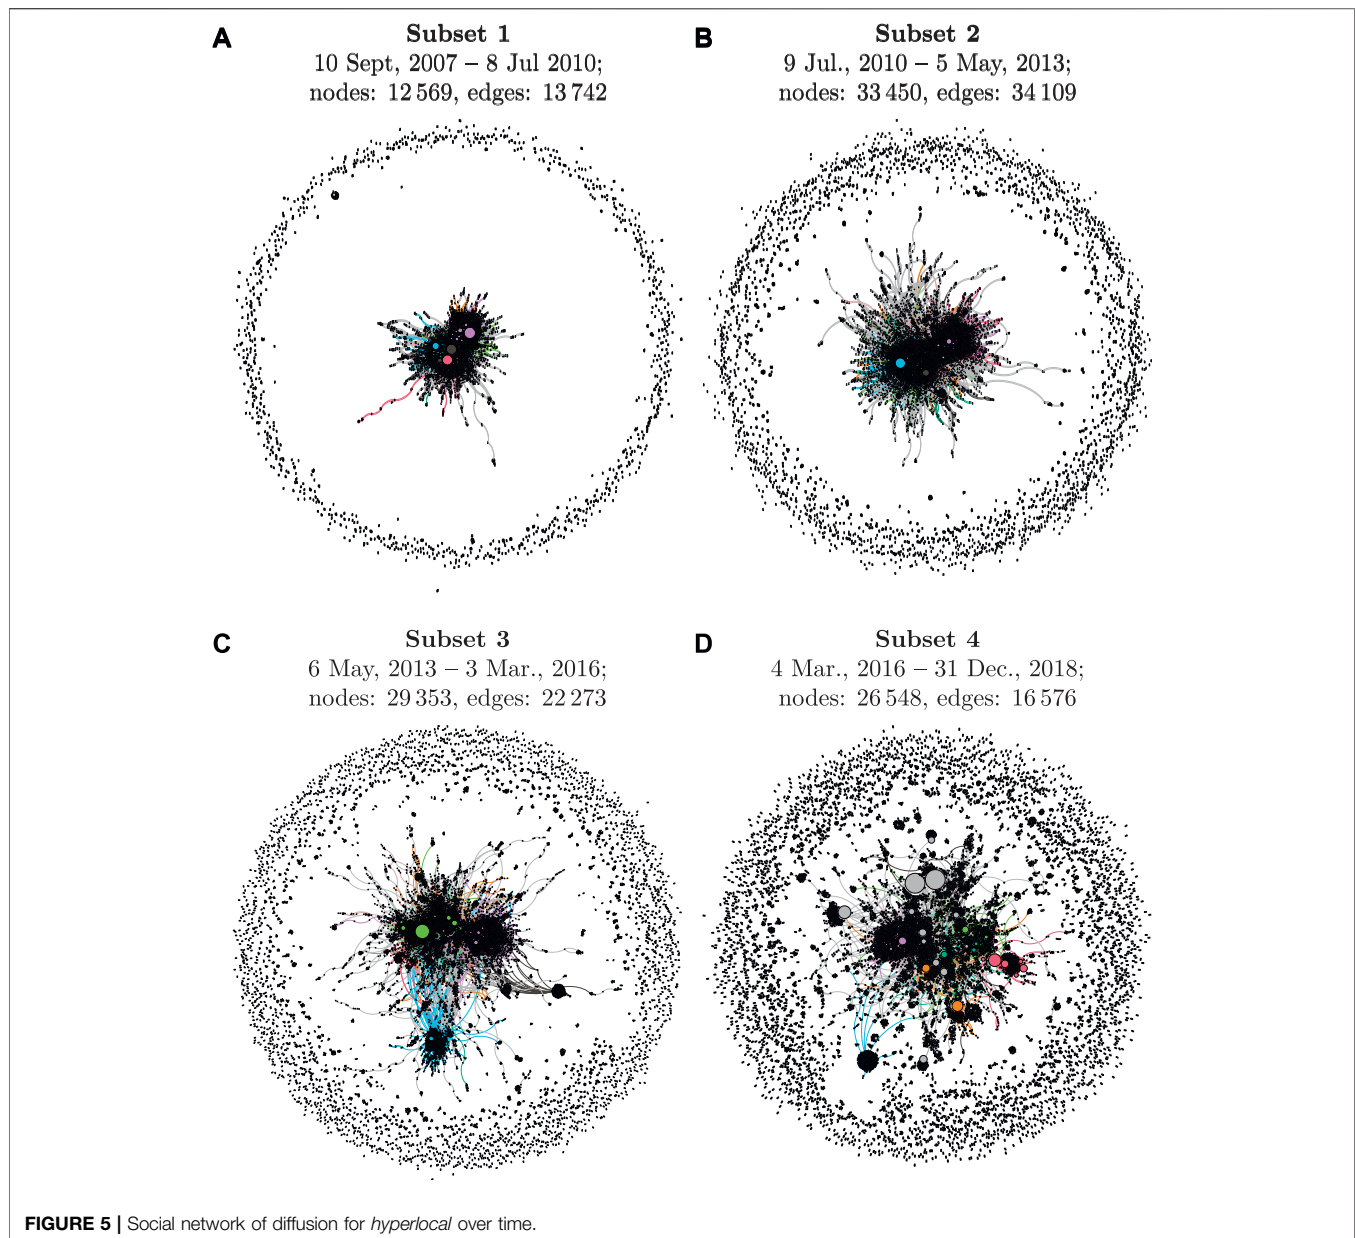 A
Subset 1
10 Sept, 2007 – 8 Jul 2010;
nodes: 12 569, edges: 13 742
B
Subset 2
9 Jul., 2010 – 5 May, 2013;
nodes: 33 450, edges: 34 109
C
Subset 3
6 May, 2013 – 3 Mar., 2016;
nodes: 29 353, edges: 22 273
D
Subset 4
4 Mar., 2016 – 31 Dec., 2018;
nodes: 26 548, edges: 16 576
FIGURE 5 | Social network of diffusion for hyperlocal over time.